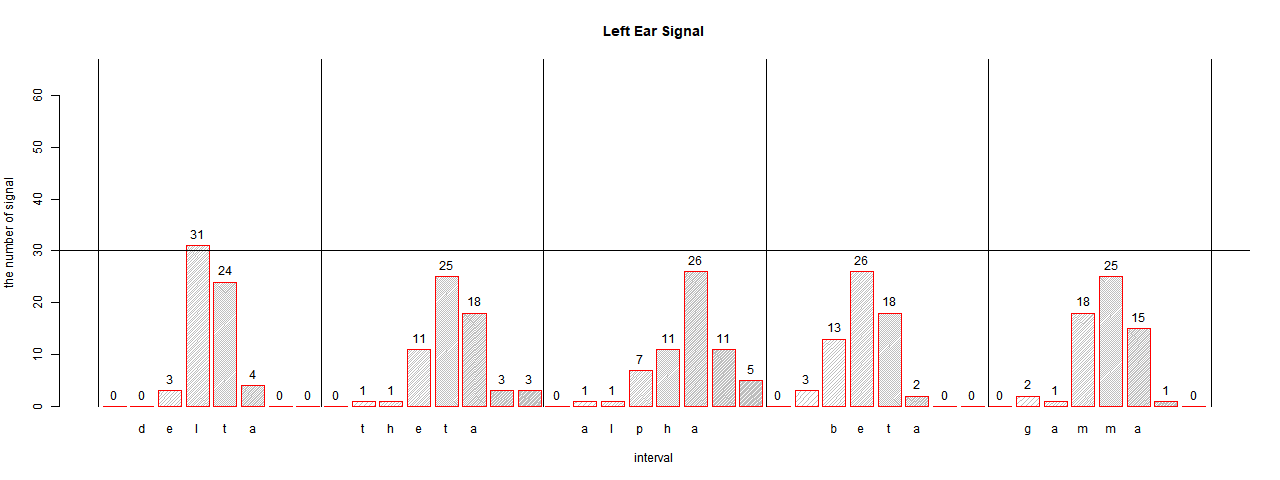 Left Ear Signal
the number of signal
60
50
40
30
20
10
0
0 0 3 31 24 4 0 0
0 1 1 11 25 18 3 3
0 1 1 7 11 26 11 5
0 3 13 26 18 2 0 0
0 2 1 18 25 15 1 0
d e l t a t h e t a a l p h a b e t a g a m m a
interval